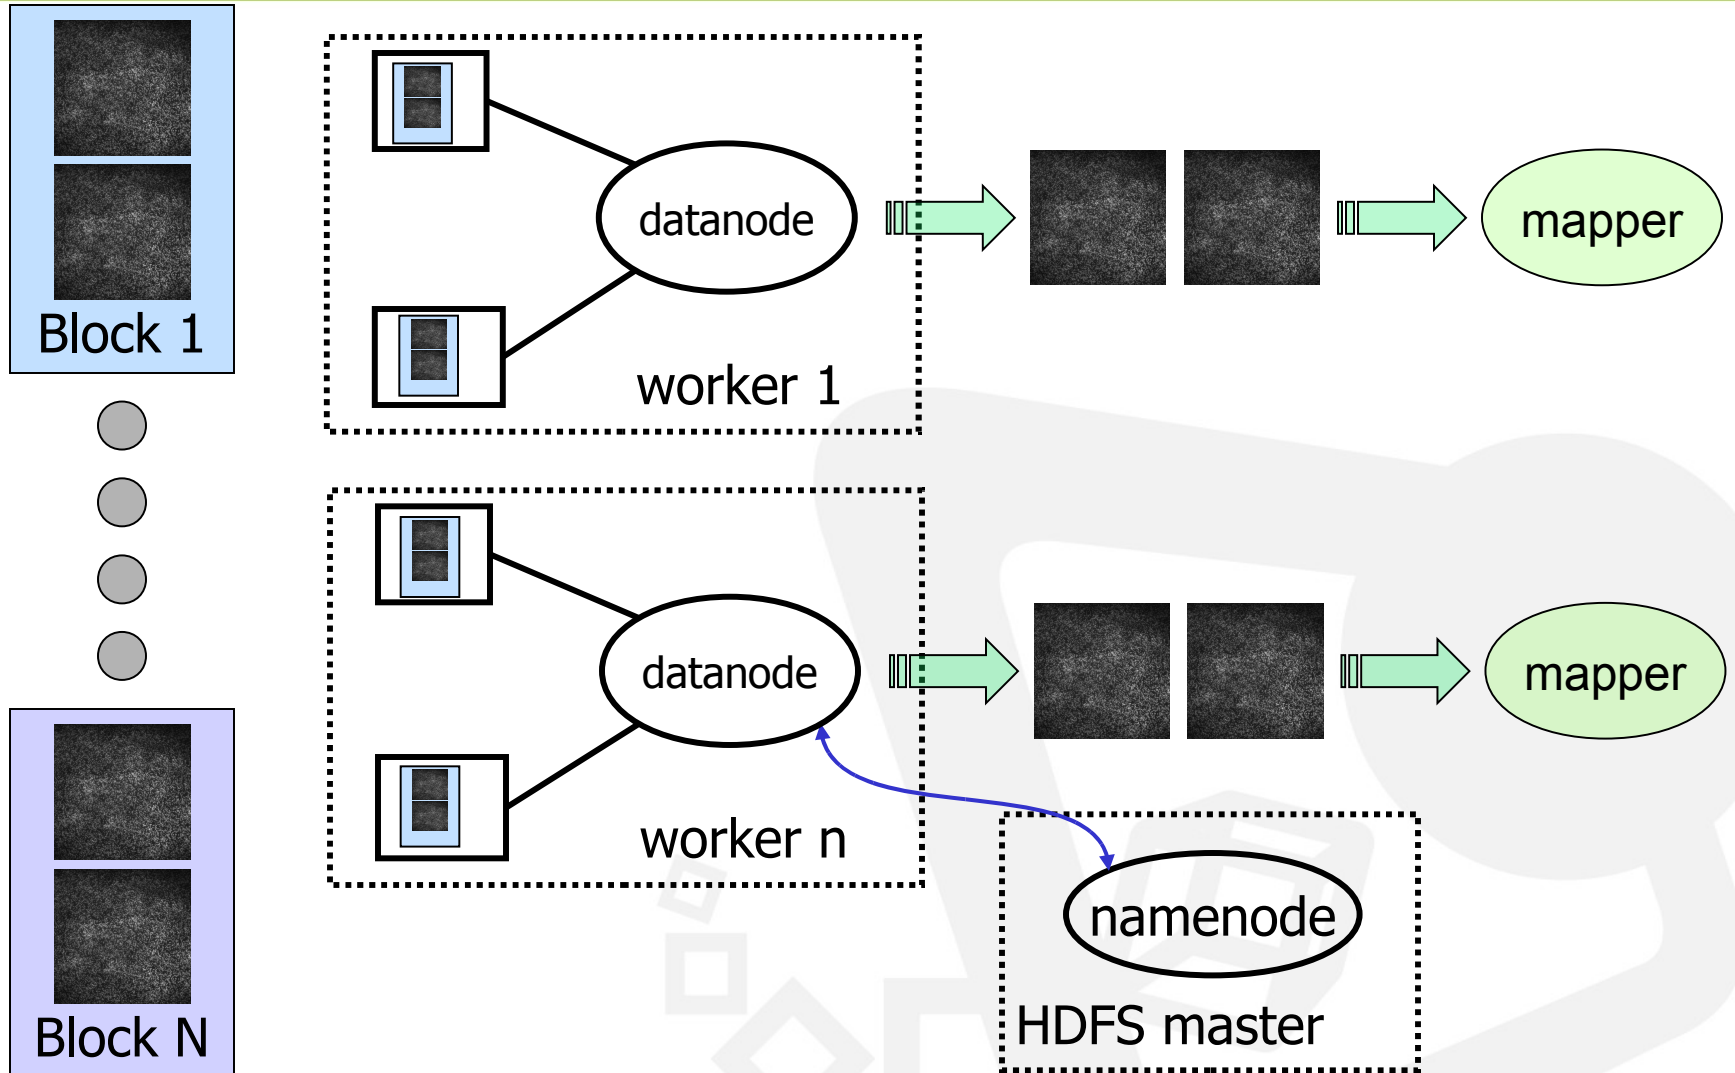 Block 1
datanode
worker 1
mapper
datanode
worker n
mapper
namenode
HDFS master
Block N